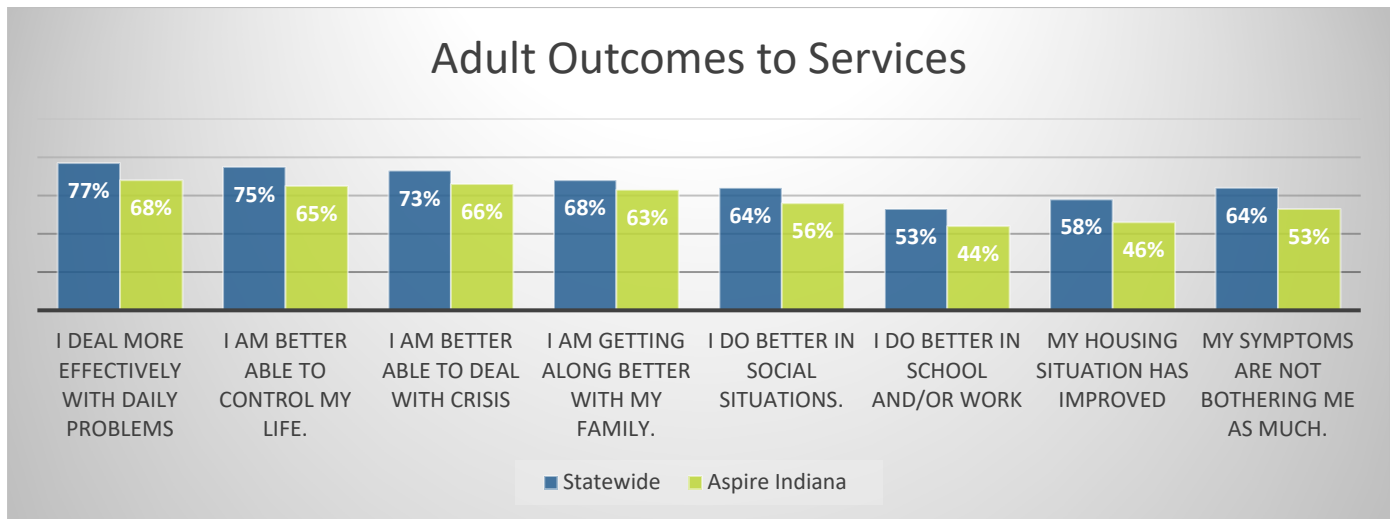 Adult Outcomes to Services
77%
68%
75%
65%
73%
66%
68%
63%
64%
56%
53%
44%
58%
46%
64%
53%
I DEAL MORE
EFFECTIVELY
WITH DAILY
PROBLEMS
I AM BETTER
ABLE TO
CONTROL MY
LIFE.
I AM BETTER
ABLE TO DEAL
WITH CRISIS
I AM GETTING
ALONG BETTER
WITH MY
FAMILY.
I DO BETTER IN
SOCIAL
SITUATIONS.
I DO BETTER IN
SCHOOL
AND/OR WORK
MY HOUSING
SITUATION HAS
IMPROVED
MY SYMPTOMS
ARE NOT
BOTHERING ME
AS MUCH.
Statewide
Aspire Indiana